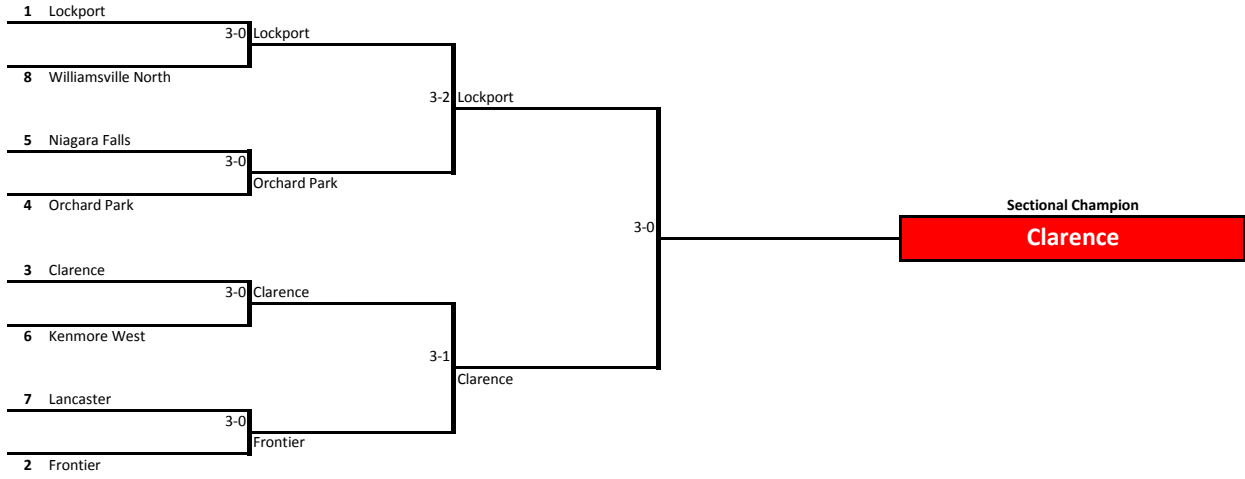 1 Lockport
3-0 Lockport
8 Williamsville North
3-2 Lockport
5 Niagara Falls
3-0
Orchard Park
4 Orchard Park
Sectional Champion
3-0
Clarence
3 Clarence
3-0 Clarence
6 Kenmore West
3-1
Clarence
7 Lancaster
3-0
Frontier
2 Frontier